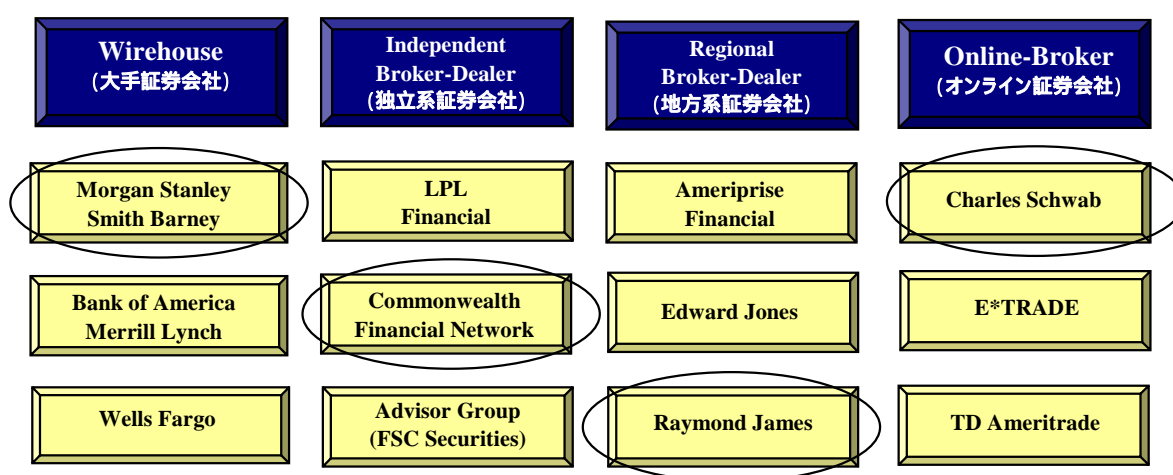 Wirehouse
(大手証券会社)
Independent
Broker-Dealer
(独立系証券会社)
Regional
Broker-Dealer
(地方系証券会社)
Online-Broker
(オンライン証券会社)
Morgan Stanley
Smith Barney
LPL
Financial
Ameriprise
Financial
Charles Schwab
Bank of America
Merrill Lynch
Commonwealth
Financial Network
Edward Jones
E*TRADE
Wells Fargo
Advisor Group
(FSC Securities)
Raymond James
TD Ameritrade